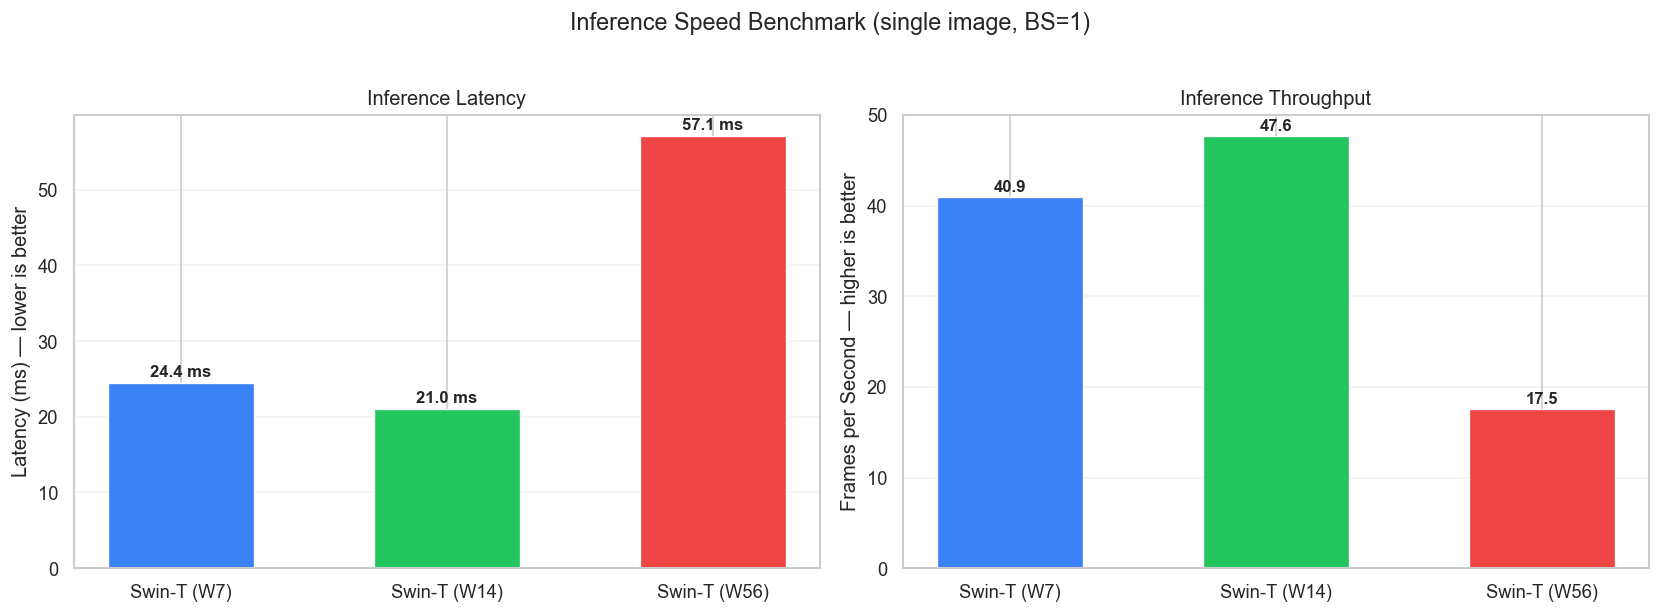 Inference Speed Benchmark (single image, BS=1)
Inference Latency
Latency (ms) — lower is better
50
40
30
20
10
0
24.4 ms
21.0 ms
57.1 ms
Swin-T (W7)
Swin-T (W14)
Swin-T (W56)
Inference Throughput
Frames per Second — higher is better
50
40
30
20
10
0
40.9
47.6
17.5
Swin-T (W7)
Swin-T (W14)
Swin-T (W56)